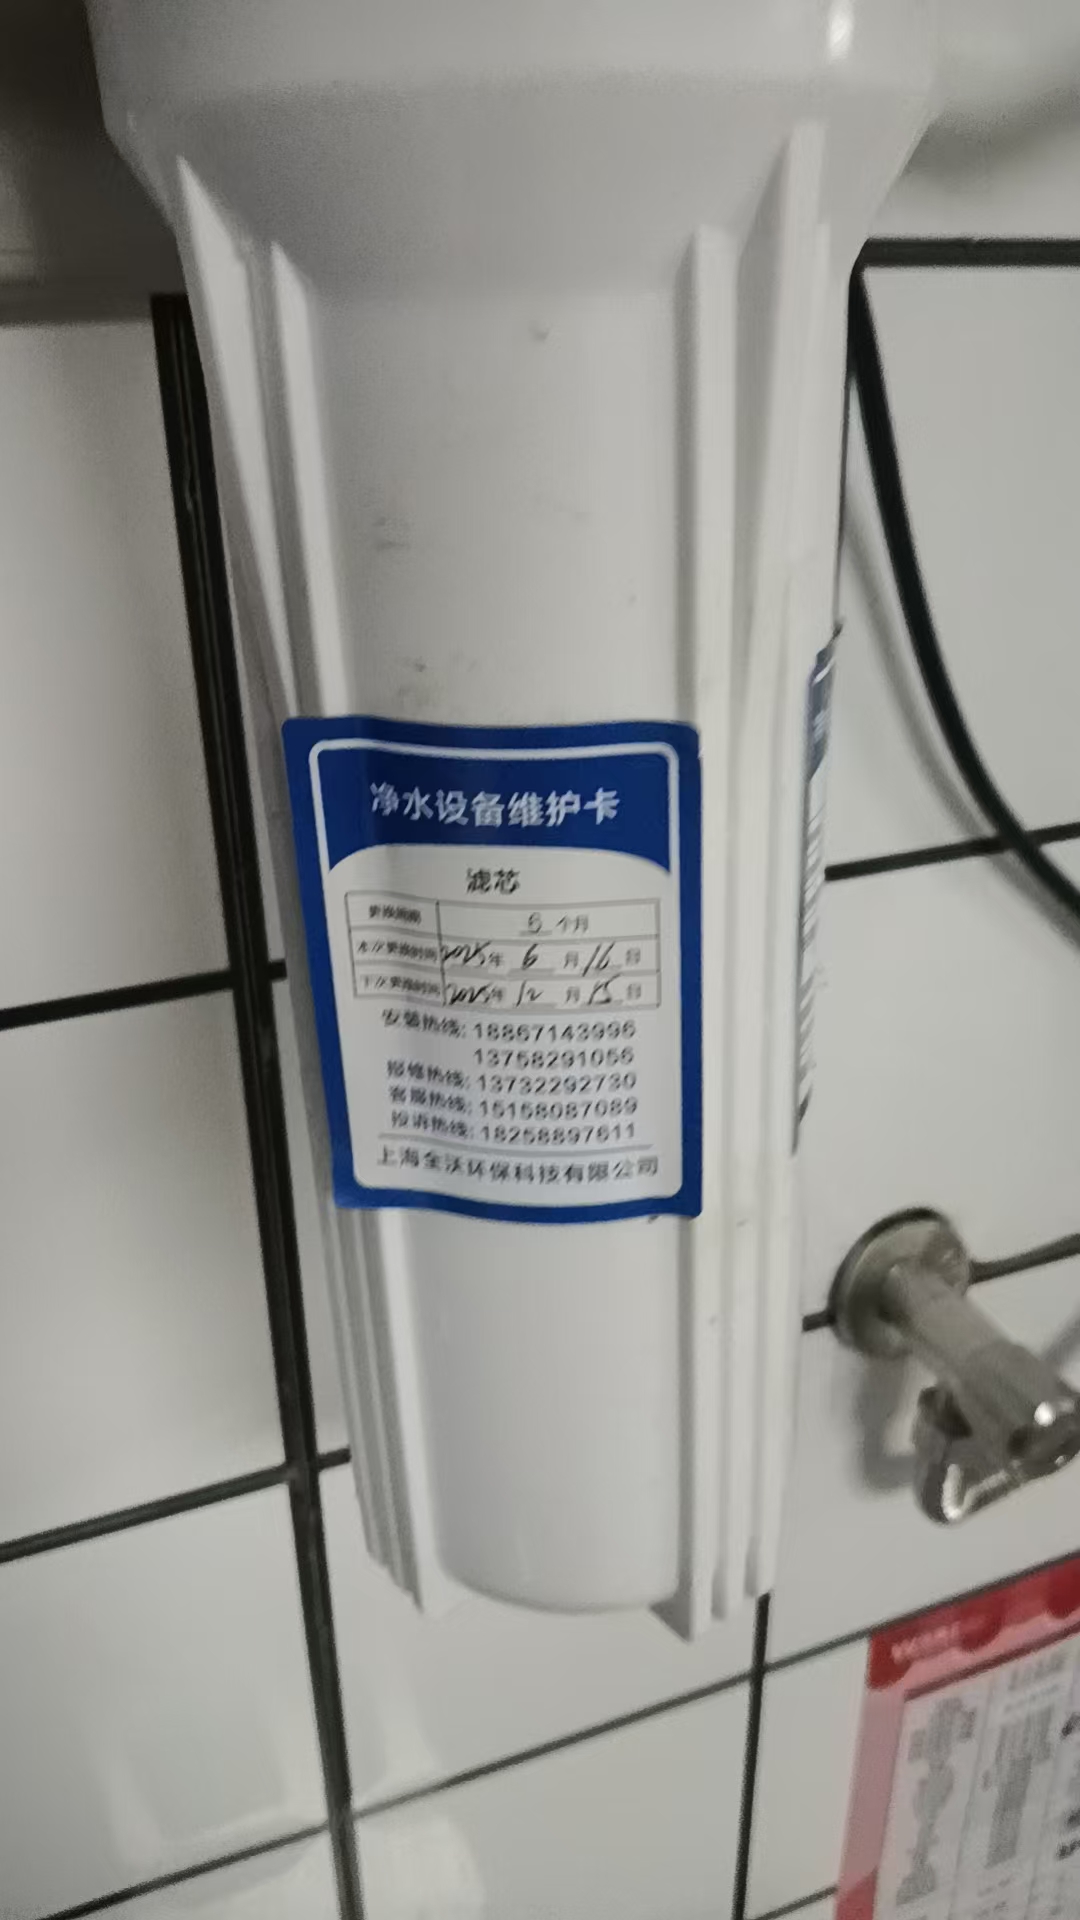 净水设备维护卡
滤芯
更换周期 6 个月
本次更换时间 2025年 6 月 16 日
下次更换时间 2025年 12 月 15 日
安装热线: 18867143996
13758291056
报修热线: 13732292730
客服热线: 15158087089
投诉热线: 18258897611
上海全沃环保科技有限公司